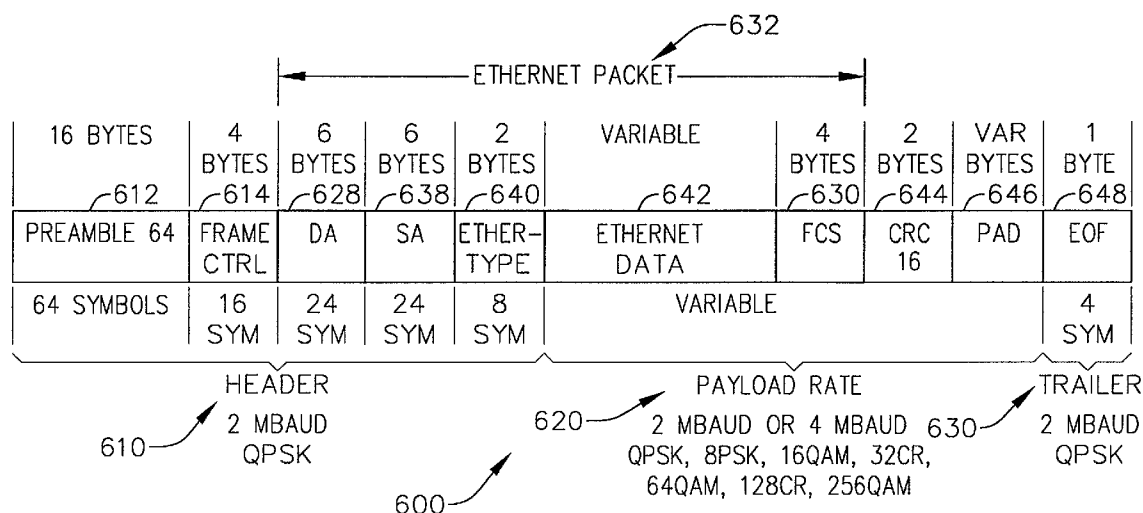 632
ETHERNET PACKET
16 BYTES 4 BYTES 6 BYTES 6 BYTES 2 BYTES VARIABLE 4 BYTES 2 BYTES VAR BYTES 1 BYTE
612 614 628 638 640 642 630 644 646 648
PREAMBLE 64 FRAME CTRL DA SA ETHER-TYPE ETHERNET DATA FCS CRC 16 PAD EOF
64 SYMBOLS 16 SYM 24 SYM 24 SYM 8 SYM VARIABLE 4 SYM
HEADER PAYLOAD RATE TRAILER
610 2 MBAUD QPSK
620 2 MBAUD OR 4 MBAUD
QPSK, 8PSK, 16QAM, 32CR,
64QAM, 128CR, 256QAM
630 2 MBAUD QPSK
600